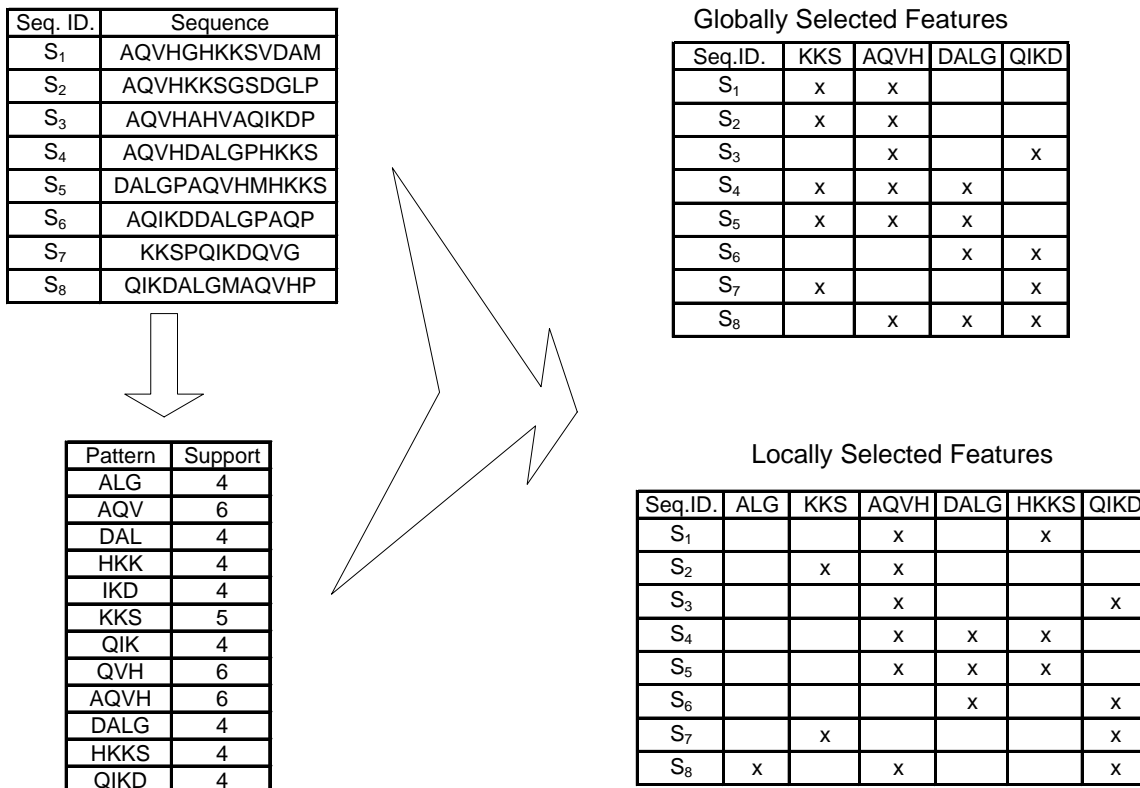 Seq. ID. Sequence
S1 AQVHGHKKSVDAM
S2 AQVHKKSGSDGLP
S3 AQVHAHVAQIKDP
S4 AQVHDALGPHKKS
S5 DALGPAQVHMHKKS
S6 AQIKDDALGPAQP
S7 KKSPQIKDQVG
S8 QIKDALGMAQVHP
Pattern Support
ALG 4
AQV 6
DAL 4
HKK 4
IKD 4
KKS 5
QIK 4
QVH 6
AQVH 6
DALG 4
HKKS 4
QIKD 4
Globally Selected Features
Seq.ID. KKS AQVH DALG QIKD
S1 x x
S2 x x
S3 x x
S4 x x x
S5 x x x
S6 x x
S7 x x
S8 x x x
Locally Selected Features
Seq.ID. ALG KKS AQVH DALG HKKS QIKD
S1 x x
S2 x x
S3 x x
S4 x x x
S5 x x x
S6 x x
S7 x x
S8 x x x